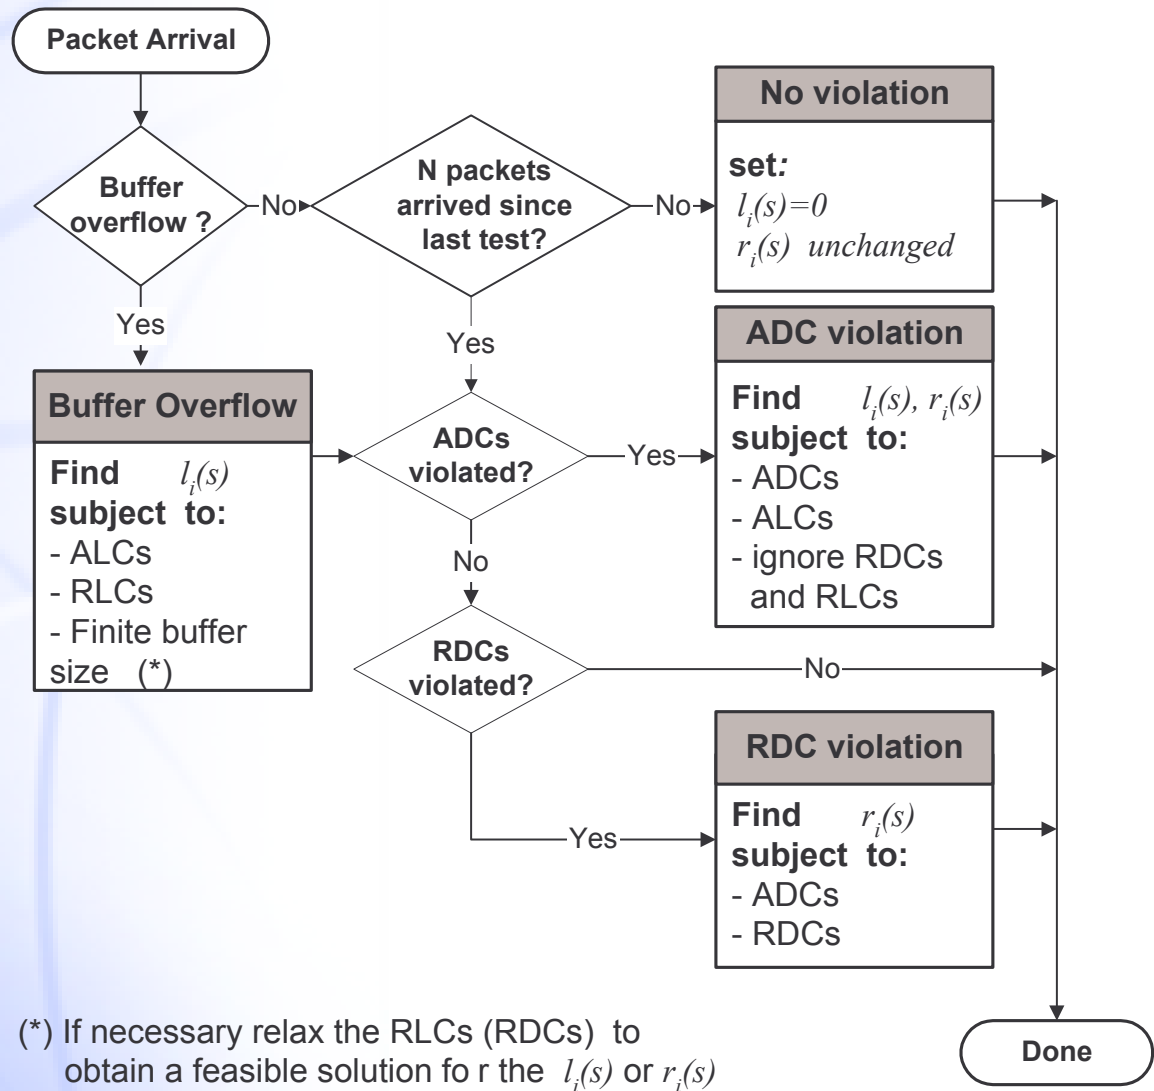 Packet Arrival
Buffer
overflow ?
No
N packets
arrived since
last test?
No
No violation
set:
l_i(s)=0
r_i(s) unchanged
Yes
Yes
Buffer Overflow
Find l_i(s)
subject to:
- ALCs
- RLCs
- Finite buffer
size (*)
ADCs
violated?
Yes
ADC violation
Find l_i(s), r_i(s)
subject to:
- ADCs
- ALCs
- ignore RDCs
and RLCs
No
RDCs
violated?
No
Yes
RDC violation
Find r_i(s)
subject to:
- ADCs
- RDCs
(*) If necessary relax the RLCs (RDCs) to
obtain a feasible solution fo r the l_i(s) or r_i(s)
Done